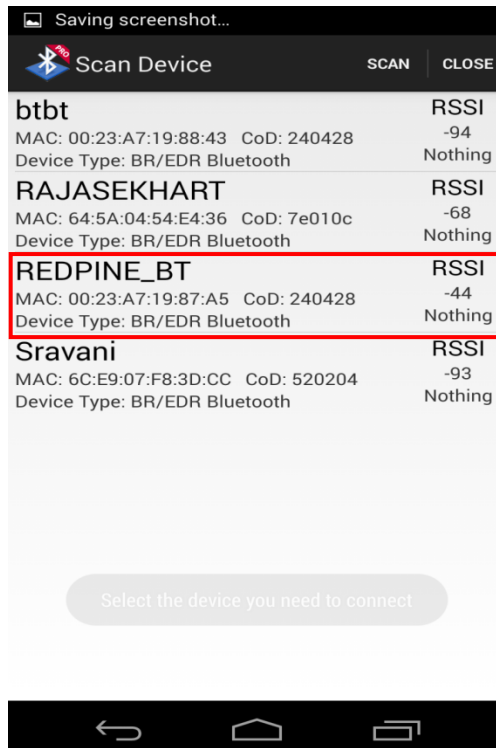 Saving screenshot...
PRO
Scan Device SCAN CLOSE
btbt RSSI
MAC: 00:23:A7:19:88:43 CoD: 240428 -94
Device Type: BR/EDR Bluetooth Nothing
RAJASEKHART RSSI
MAC: 64:5A:04:54:E4:36 CoD: 7e010c -68
Device Type: BR/EDR Bluetooth Nothing
REDPINE_BT RSSI
MAC: 00:23:A7:19:87:A5 CoD: 240428 -44
Device Type: BR/EDR Bluetooth Nothing
Sravani RSSI
MAC: 6C:E9:07:F8:3D:CC CoD: 520204 -93
Device Type: BR/EDR Bluetooth Nothing
Select the device you need to connect